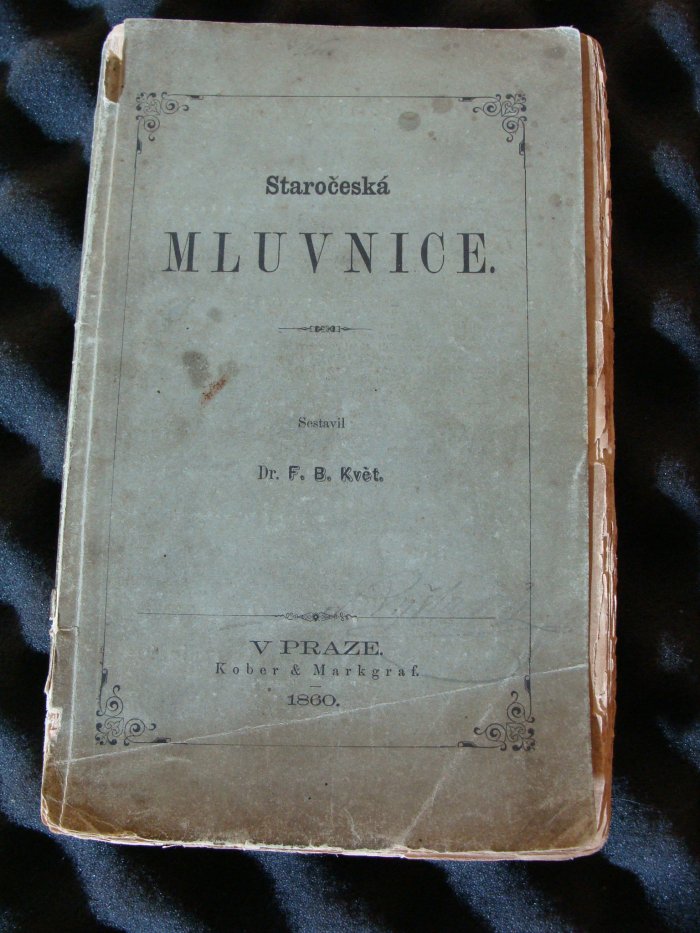 Staročeská
MLUVNICE.
Sestavil
Dr. F. B. Květ.
V PRAZE.
Kober & Markgraf.
1860.